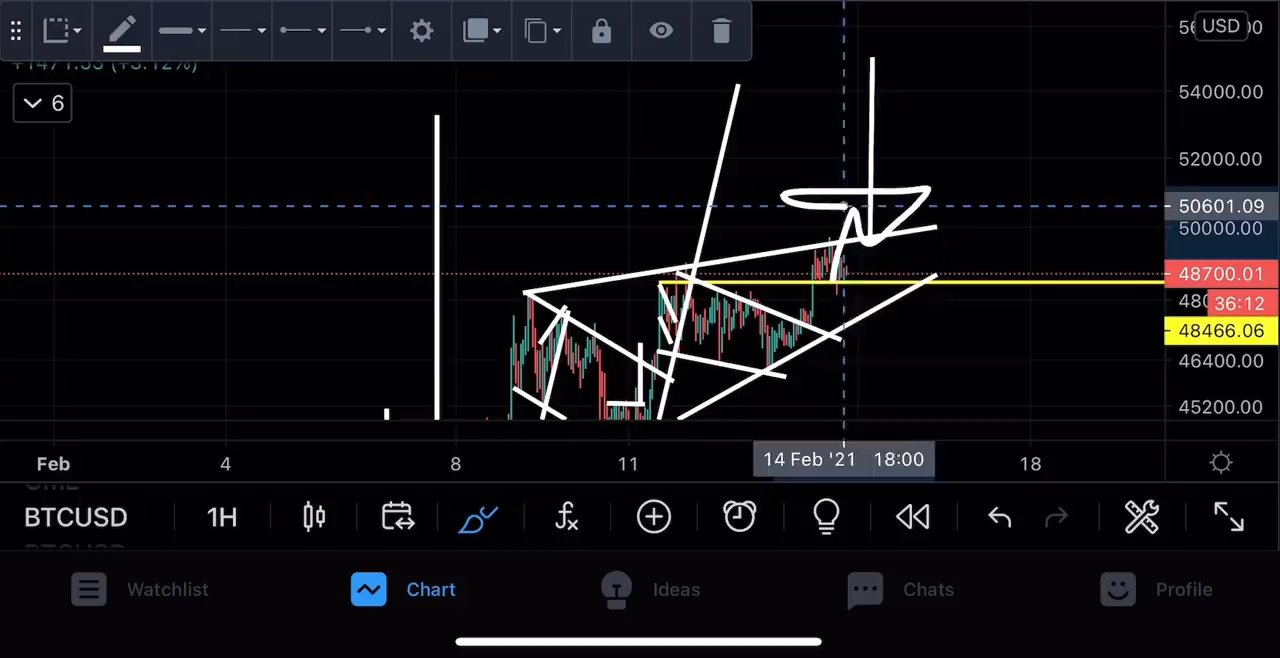 USD
+1471.53 (+3.12%)
6
54000.00
52000.00
50601.09
50000.00
48700.01
36:12
48466.06
46400.00
45200.00
Feb 4 8 11 14 Feb '21 18:00 18
BTCUSD 1H
Watchlist Chart Ideas Chats Profile